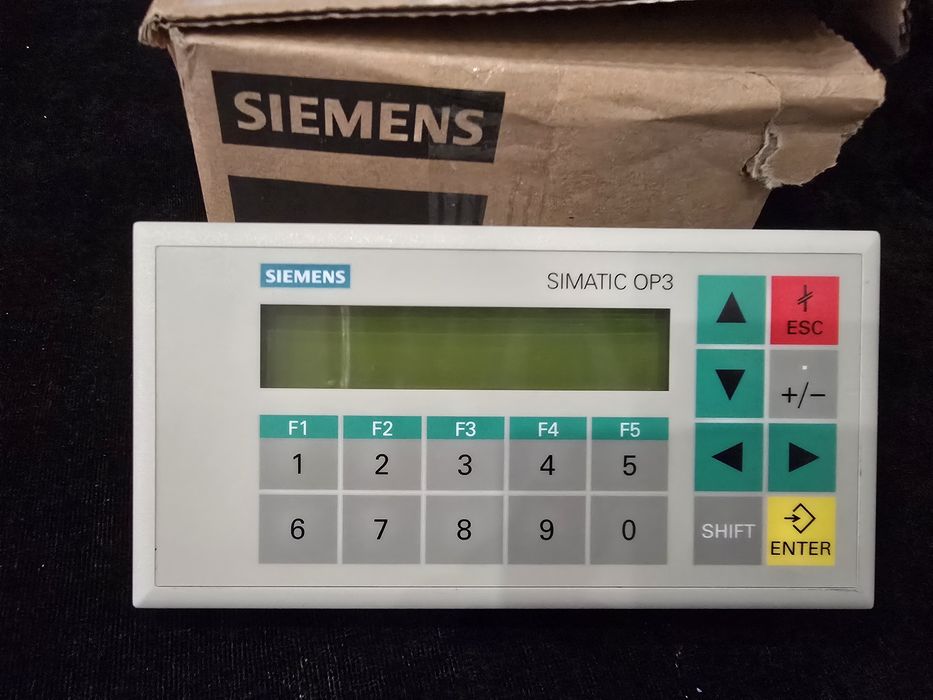 SIEMENS
SIEMENS
SIMATIC OP3
ESC
+/−
F1 F2 F3 F4 F5
1 2 3 4 5
6 7 8 9 0
SHIFT
ENTER